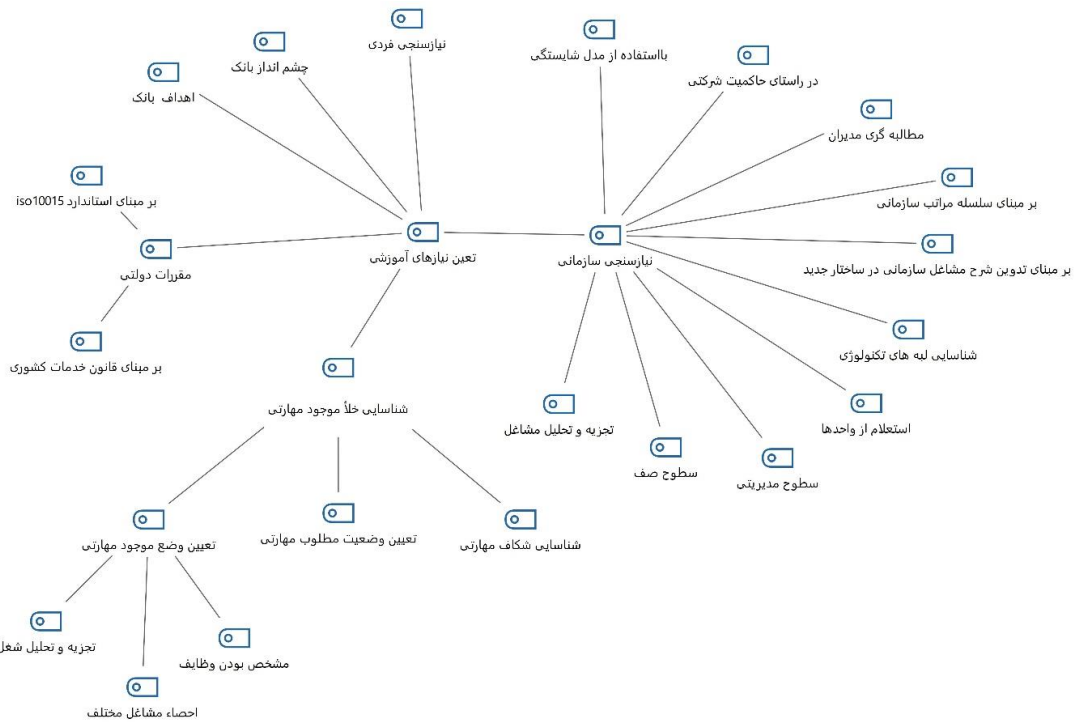 نیازسنجی فردی
بااستفاده از مدل شایستگی
چشم انداز بانک
در راستای حاکمیت شرکتی
اهداف بانک
مطالبه گری مدیران
بر مبنای استاندارد iso10015
بر مبنای سلسله مراتب سازمانی
تعین نیازهای آموزشی
نیازسنجی سازمانی
بر مبنای تدوین شرح مشاغل سازمانی در ساختار جدید
مقررات دولتی
شناسایی لبه های تکنولوژی
بر مبنای قانون خدمات کشوری
شناسایی خلأ موجود مهارتی
تجزیه و تحلیل مشاغل
استعلام از واحدها
سطوح صف
سطوح مدیریتی
تعیین وضع موجود مهارتی
تعیین وضعیت مطلوب مهارتی
شناسایی شکاف مهارتی
تجزیه و تحلیل شغل
مشخص بودن وظایف
احصاء مشاغل مختلف